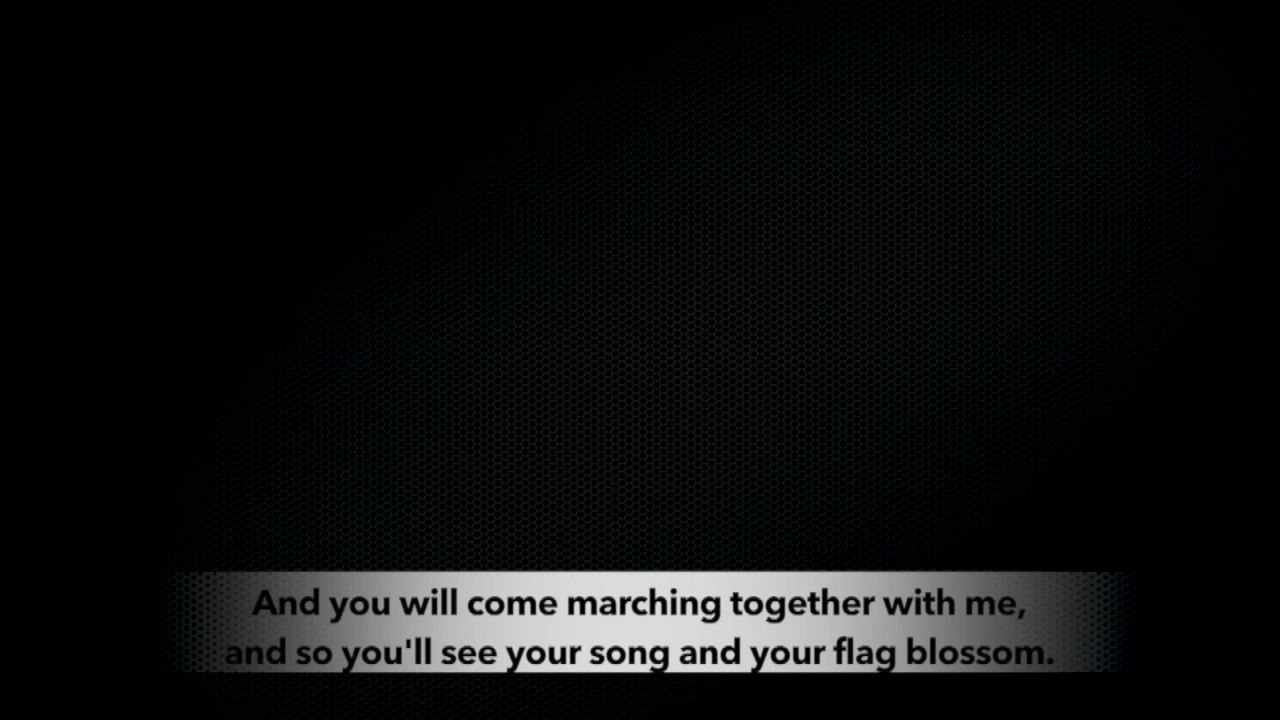 And you will come marching together with me,
and so you'll see your song and your flag blossom.